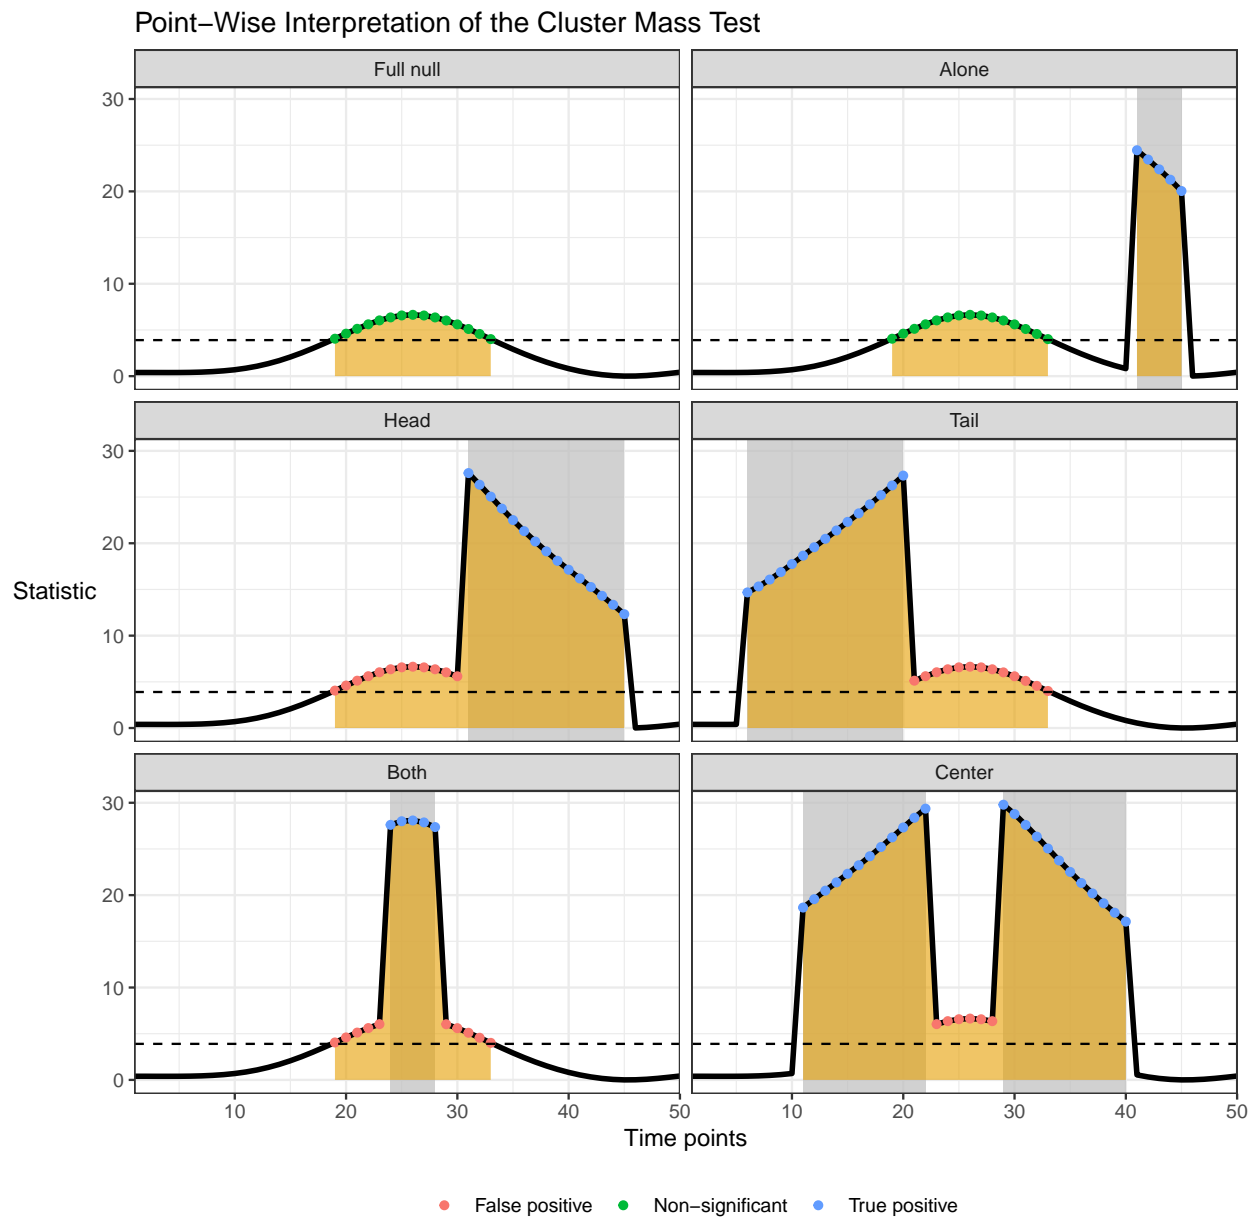 Point−Wise Interpretation of the Cluster Mass Test
Full null
Alone
30
20
10
0
Head
Tail
30
20
10
0
Statistic
Both
Center
30
20
10
0
10 20 30 40 50
10 20 30 40 50
Time points
False positive Non−significant True positive